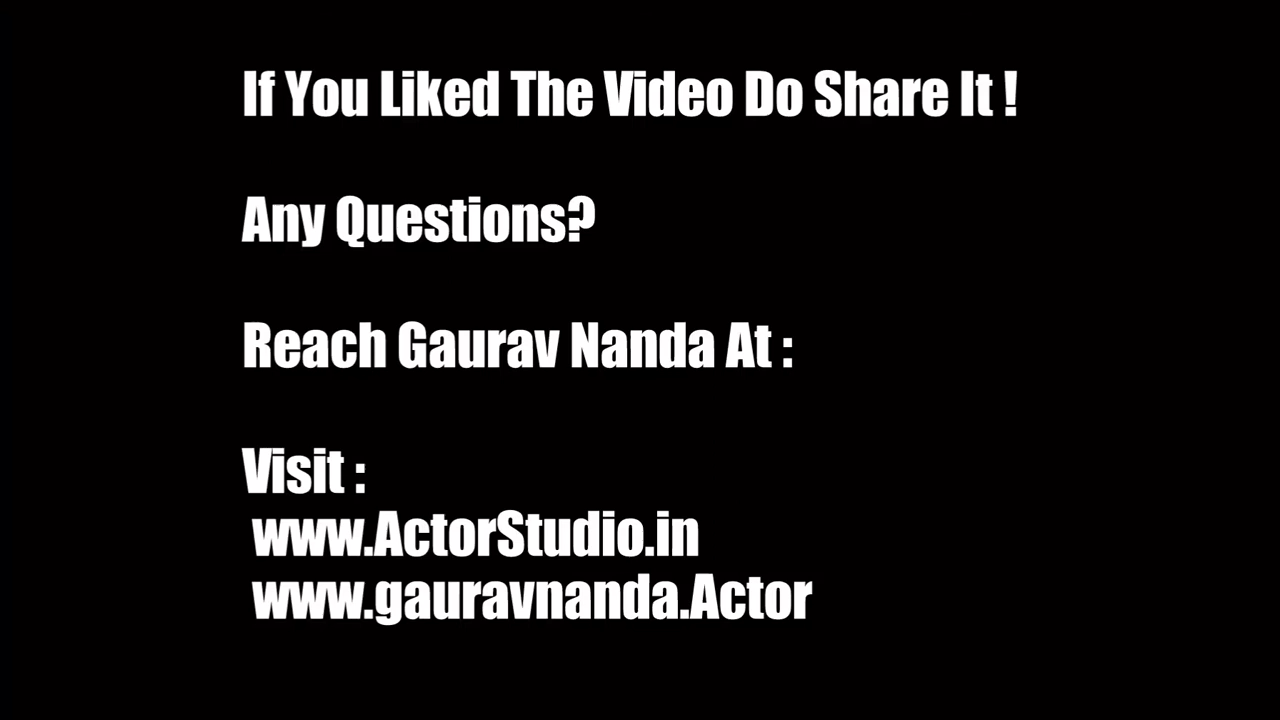 If You Liked The Video Do Share It !
Any Questions?
Reach Gaurav Nanda At :
Visit :
www.ActorStudio.in
www.gauravnanda.Actor